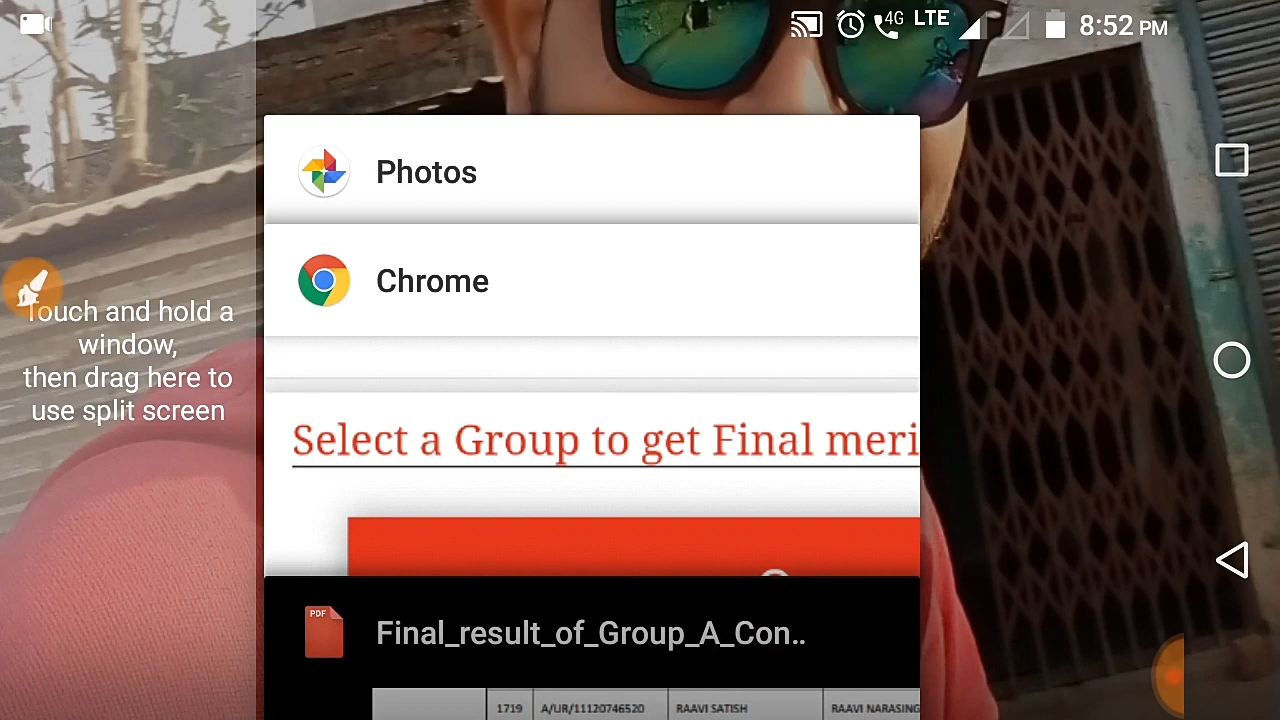 4G LTE 8:52 PM
Photos
Chrome
Touch and hold a
window,
then drag here to
use split screen
Select a Group to get Final meri
PDF
Final_result_of_Group_A_Con..
1719 A/UR/11120746520 RAAVI SATISH RAAVI NARASING